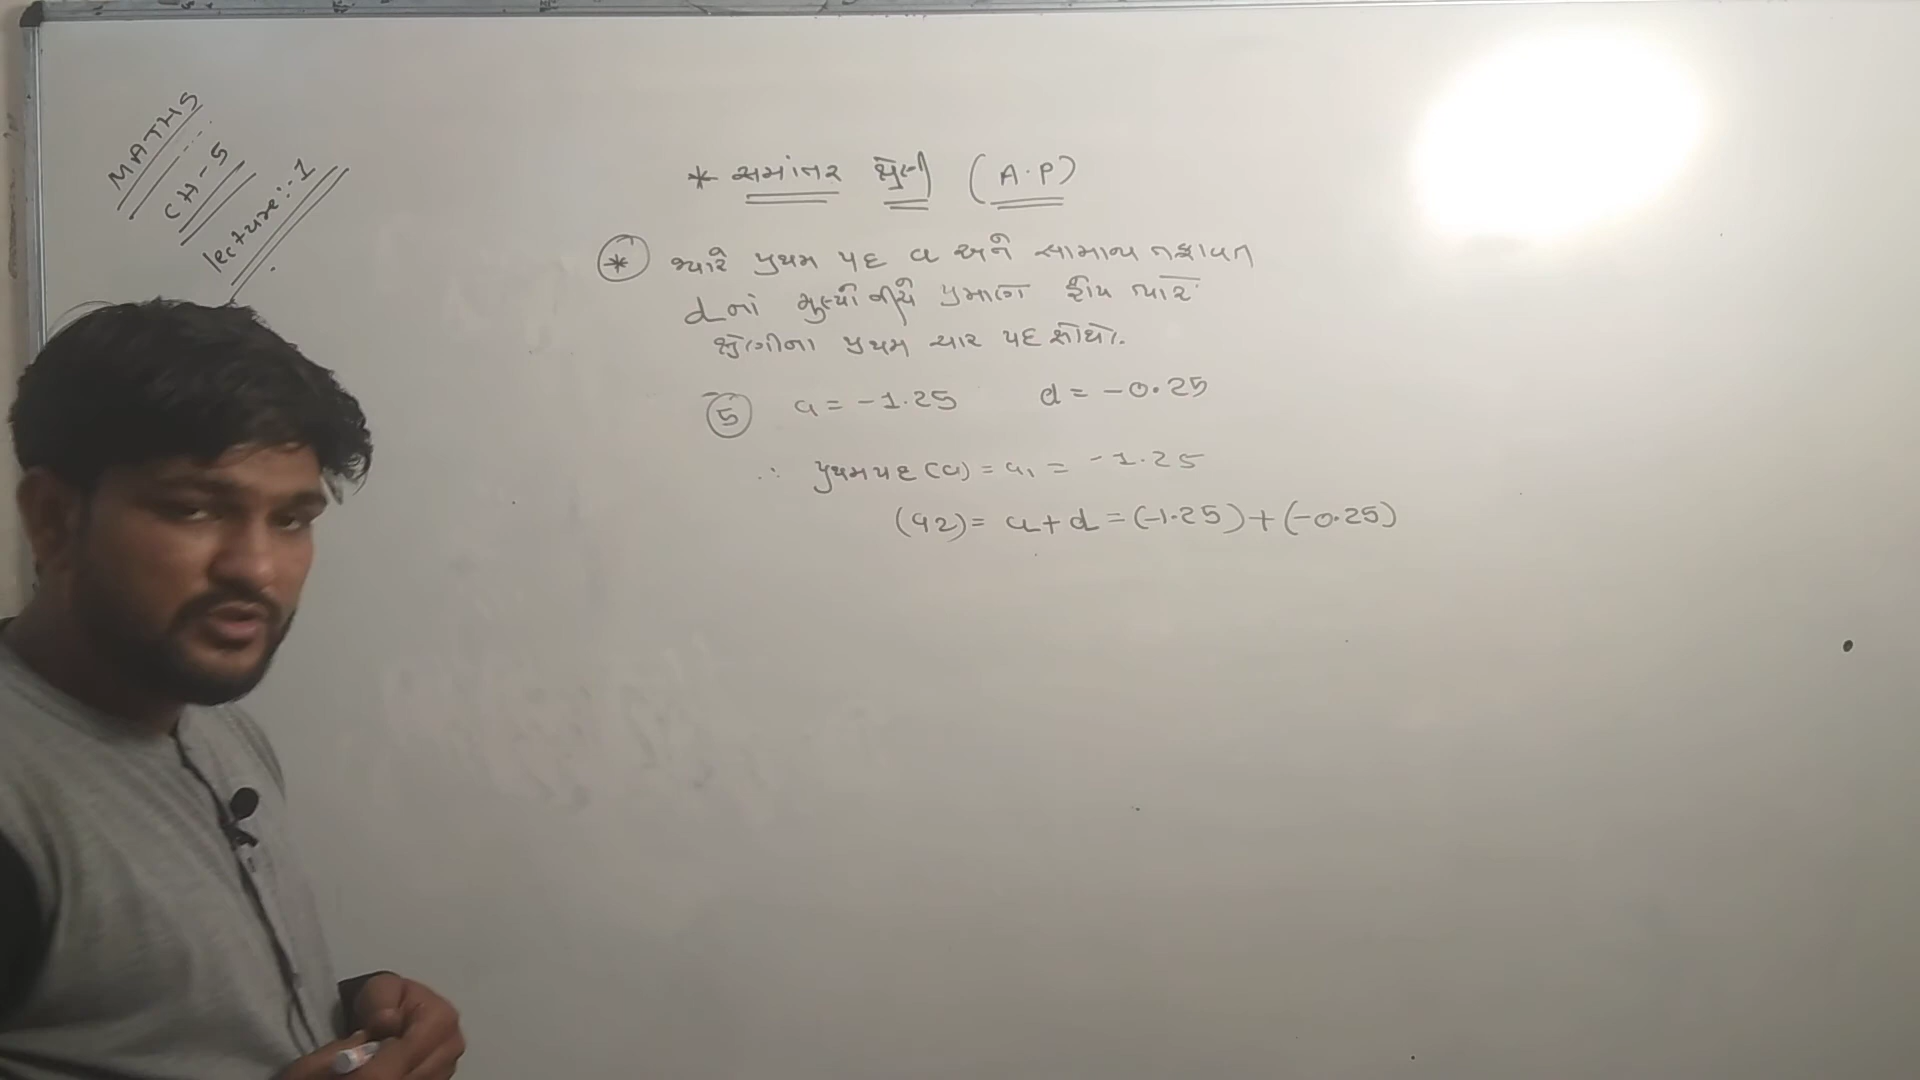 MATHS
CH-5
lecture:-1
* સમાંતર શ્રેણી (A.P)
* જ્યારે પ્રથમ પદ a અને સામાન્ય તફાવત
dનાં મુલ્યો નીચે પ્રમાણે હોય ત્યારે
શ્રેણીના પ્રથમ ચાર પદ શોધો.
5 a = -1.25 d = -0.25
∴ પ્રથમપદ (a) = a₁ = -1.25
(a2) = a+d = (-1.25)+(-0.25)